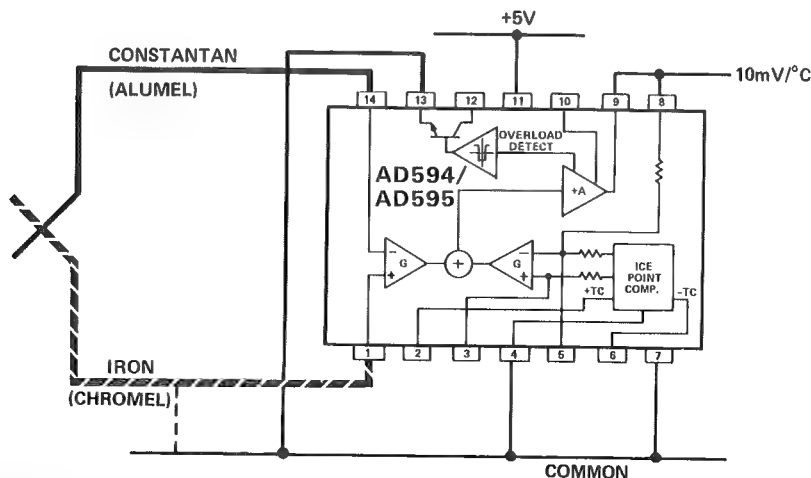 +5V
CONSTANTAN
(ALUMEL)
10mV/°C
14 13 12 11 10 9 8
OVERLOAD
DETECT
AD594/
AD595
+A
− G +
+
− G +
ICE
POINT
COMP.
+TC
−TC
1 2 3 4 5 6 7
IRON
(CHROMEL)
COMMON